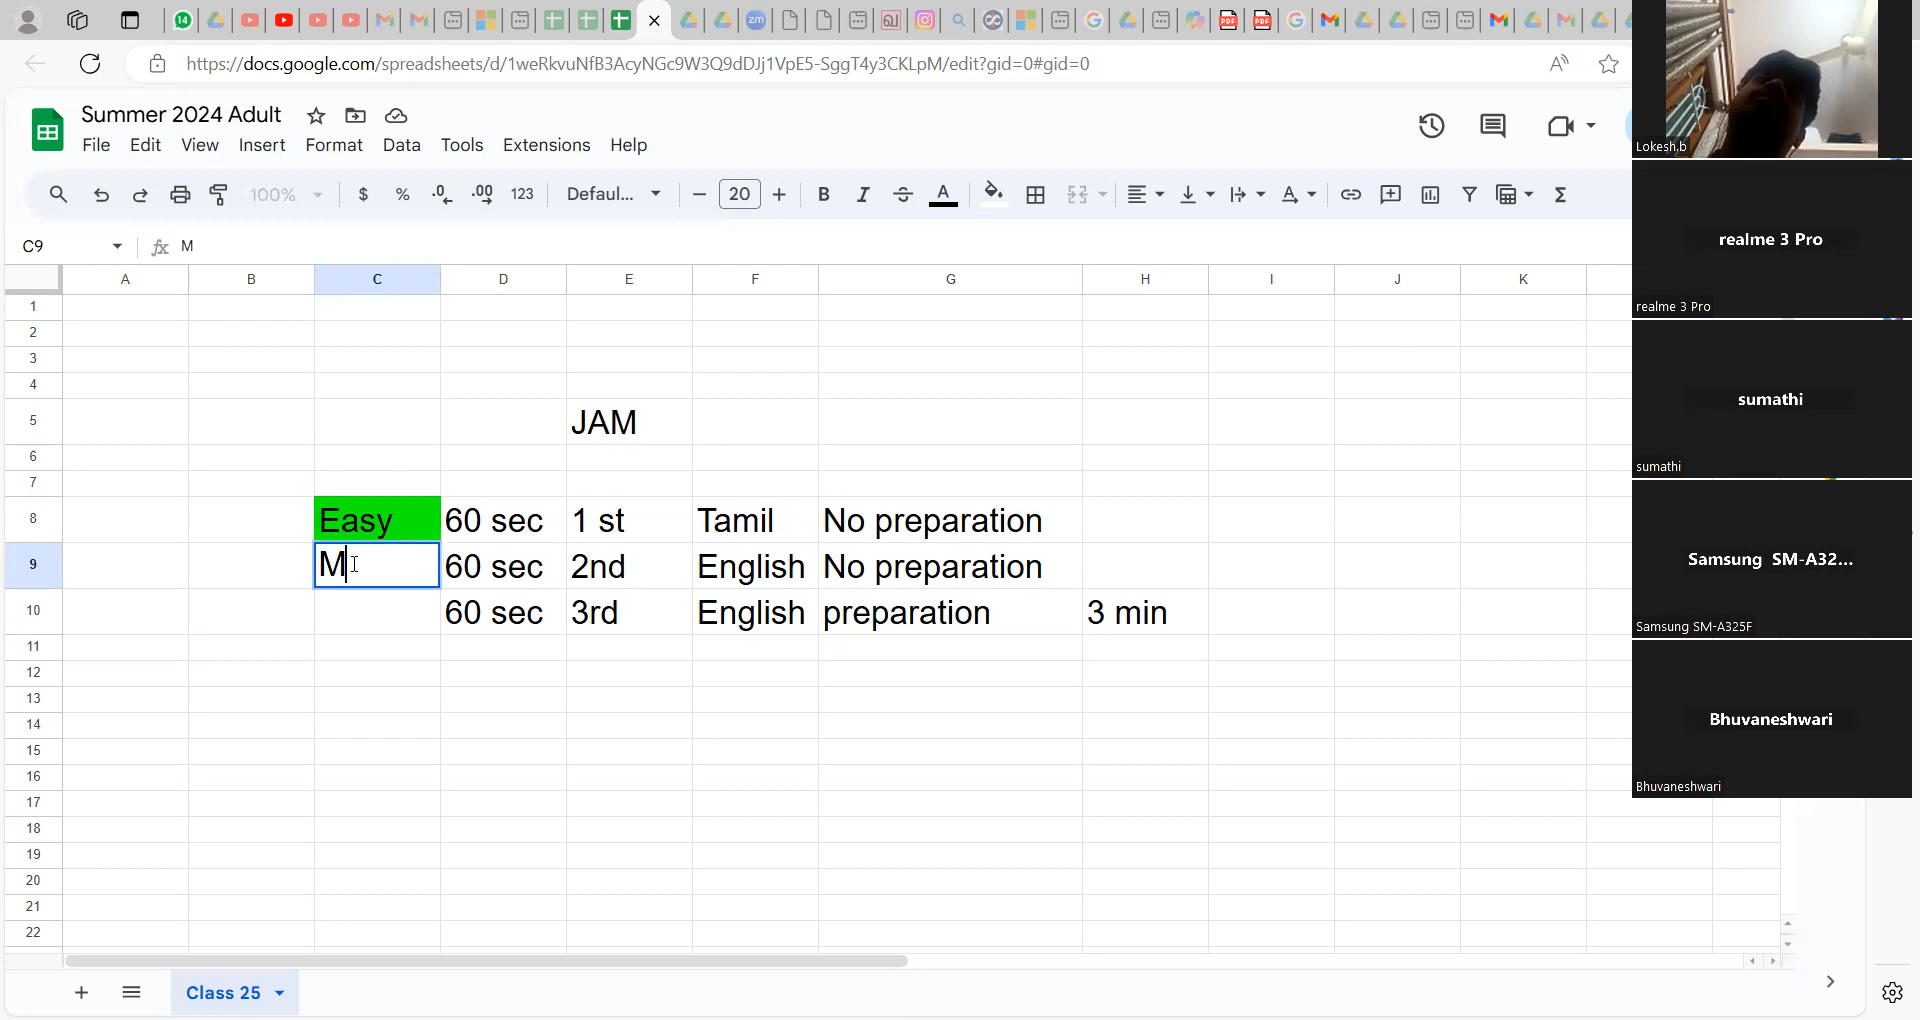 14
https://docs.google.com/spreadsheets/d/1weRkvuNfB3AcyNGc9W3Q9dDJj1VpE5-SggT4y3CKLpM/edit?gid=0#gid=0
Summer 2024 Adult
File Edit View Insert Format Data Tools Extensions Help
100% $ % .0 .00 123 Defaul... 20 B I S A
C9 fx M
A B C D E F G H I J K
1
2
3
4
5 JAM
6
7
8 Easy 60 sec 1 st Tamil No preparation
9 M 60 sec 2nd English No preparation
10 60 sec 3rd English preparation 3 min
11
12
13
14
15
16
17
18
19
20
21
22
Class 25
Lokesh.b
realme 3 Pro
realme 3 Pro
sumathi
sumathi
Samsung SM-A32...
Samsung SM-A325F
Bhuvaneshwari
Bhuvaneshwari